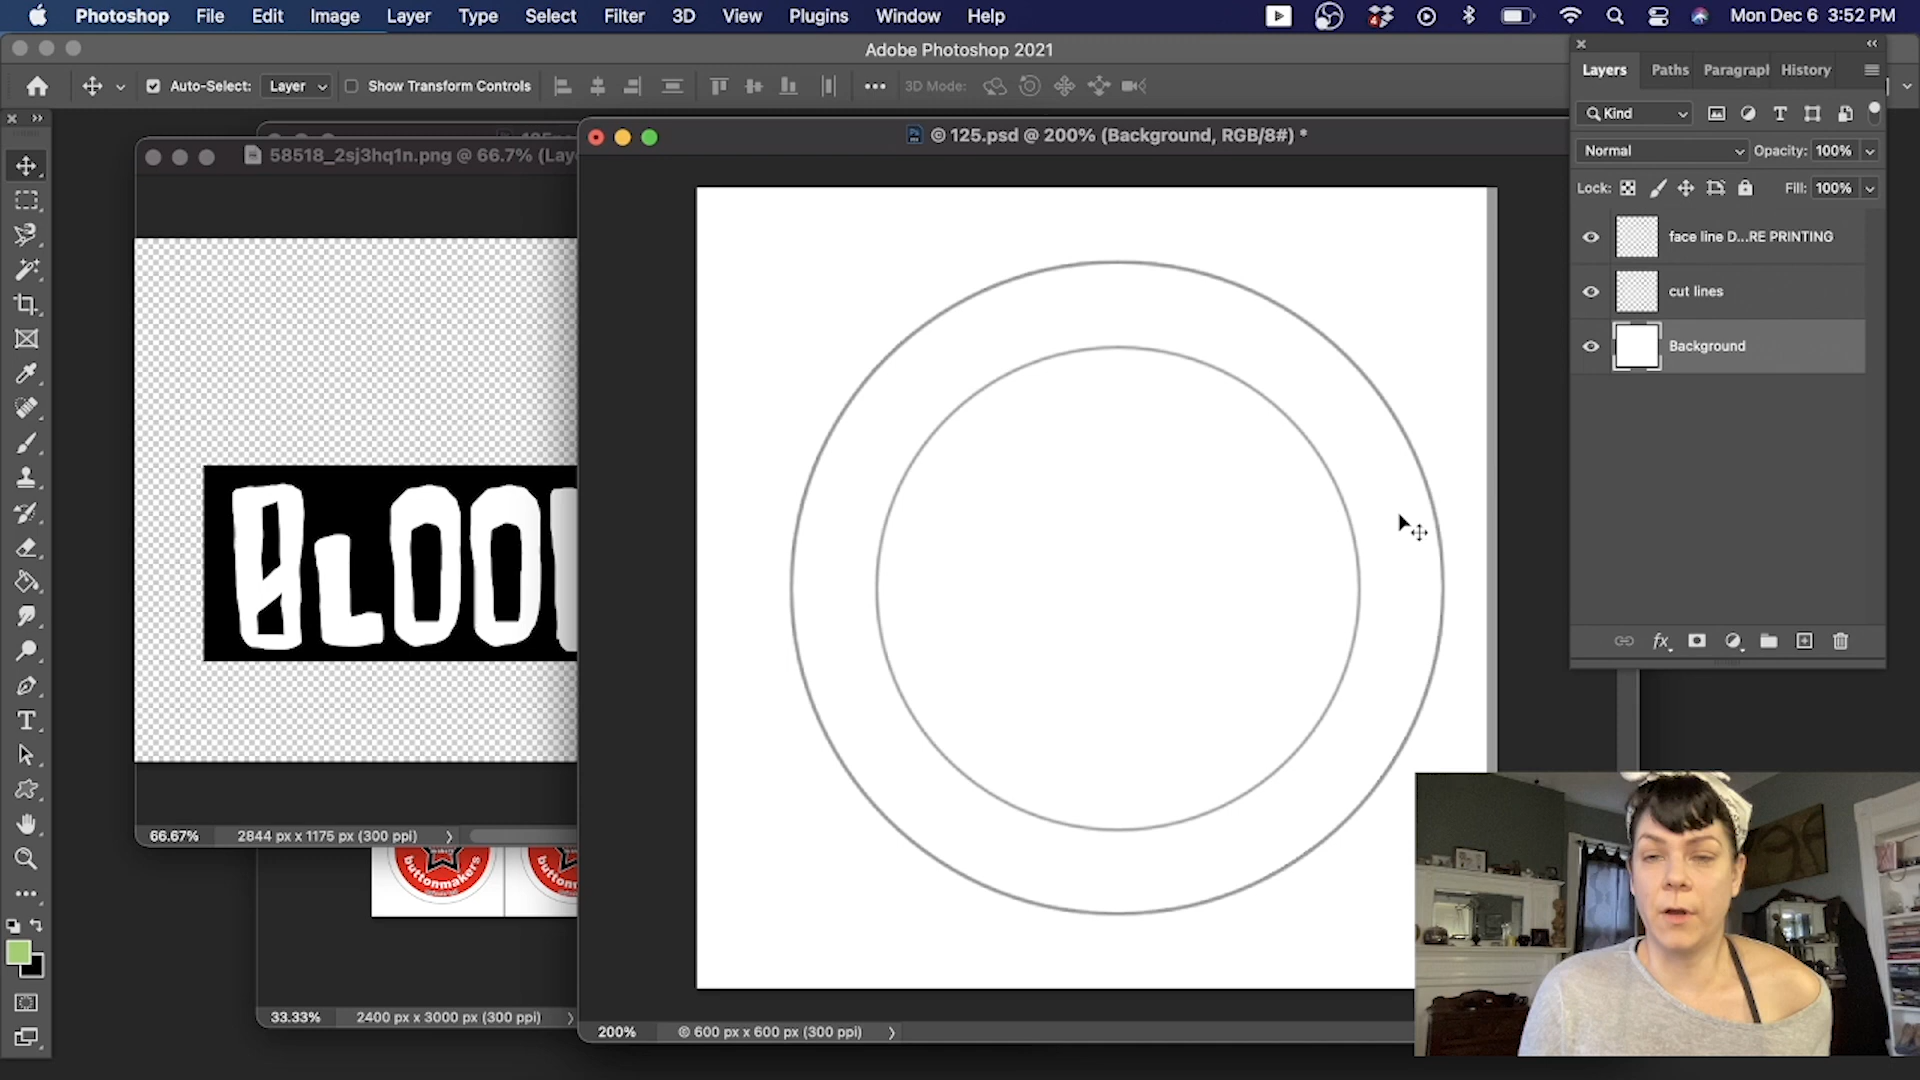 Photoshop File Edit Image Layer Type Select Filter 3D View Plugins Window Help 4 Mon Dec 6 3:52 PM
Adobe Photoshop 2021
Auto-Select: Layer Show Transform Controls 3D Mode:
Layers Paths Paragraph History
Kind
Normal Opacity: 100%
Lock: Fill: 100%
face line D...RE PRINTING
cut lines
Background
58518_2sj3hq1n.png @ 66.7% (Laye
© 125.psd @ 200% (Background, RGB/8#) *
BLOO
66.67% 2844 px x 1175 px (300 ppi)
buttonmakers
33.33% 2400 px x 3000 px (300 ppi)
200% © 600 px x 600 px (300 ppi)